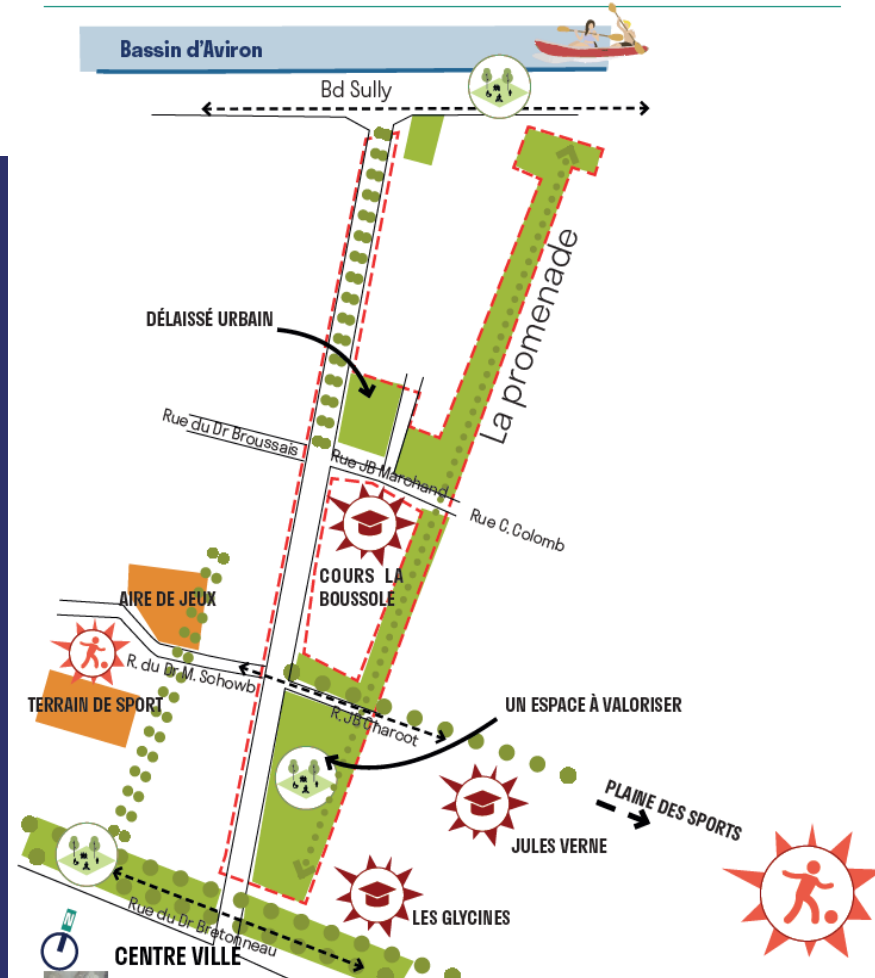 Bassin d'Aviron
Bd Sully
La promenade
DÉLAISSÉ URBAIN
Rue du Dr Broussais
Rue JB Marchand
Rue C. Colomb
COURS LA
BOUSSOLE
AIRE DE JEUX
R. du Dr M. Schowb
TERRAIN DE SPORT
R. JB Charcot
UN ESPACE À VALORISER
PLAINE DES SPORTS
JULES VERNE
LES GLYCINES
Rue du Dr Bretonneau
N
CENTRE VILLE